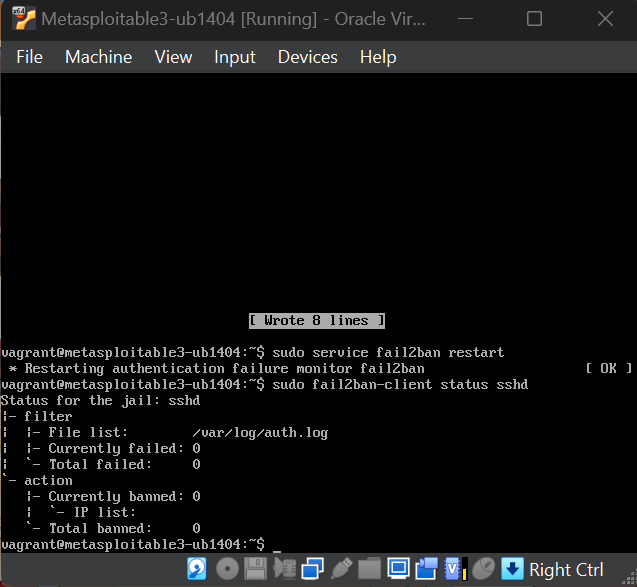 x64
Metasploitable3-ub1404 [Running] - Oracle Vir...
File Machine View Input Devices Help
[ Wrote 8 lines ]
vagrant@metasploitable3-ub1404:~$ sudo service fail2ban restart
 * Restarting authentication failure monitor fail2ban [ OK ]
vagrant@metasploitable3-ub1404:~$ sudo fail2ban-client status sshd
Status for the jail: sshd
|- filter
|  |- File list:        /var/log/auth.log
|  |- Currently failed: 0
|  `- Total failed:     0
`- action
   |- Currently banned: 0
   |  `- IP list:
   `- Total banned:     0
vagrant@metasploitable3-ub1404:~$ _
Right Ctrl